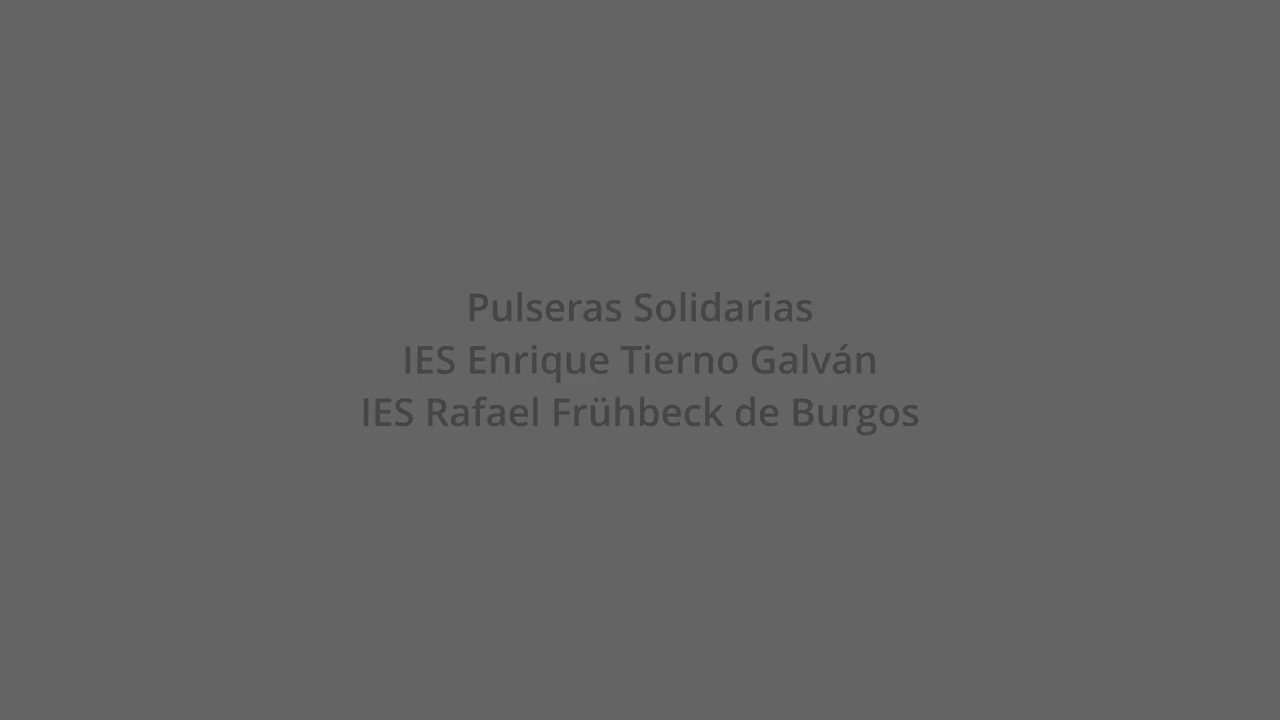 Pulseras Solidarias
IES Enrique Tierno Galván
IES Rafael Frühbeck de Burgos